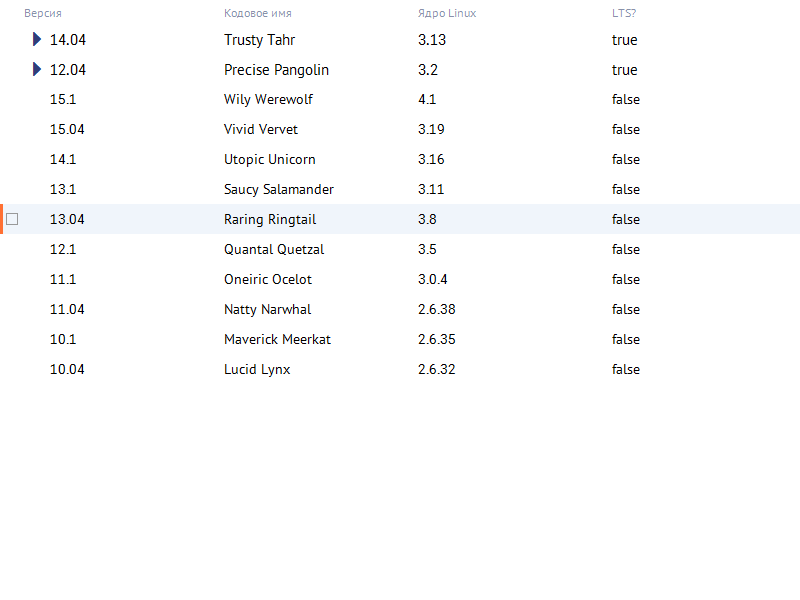 Версия Кодовое имя Ядро Linux LTS?
14.04 Trusty Tahr 3.13 true
12.04 Precise Pangolin 3.2 true
15.1 Wily Werewolf 4.1 false
15.04 Vivid Vervet 3.19 false
14.1 Utopic Unicorn 3.16 false
13.1 Saucy Salamander 3.11 false
13.04 Raring Ringtail 3.8 false
12.1 Quantal Quetzal 3.5 false
11.1 Oneiric Ocelot 3.0.4 false
11.04 Natty Narwhal 2.6.38 false
10.1 Maverick Meerkat 2.6.35 false
10.04 Lucid Lynx 2.6.32 false